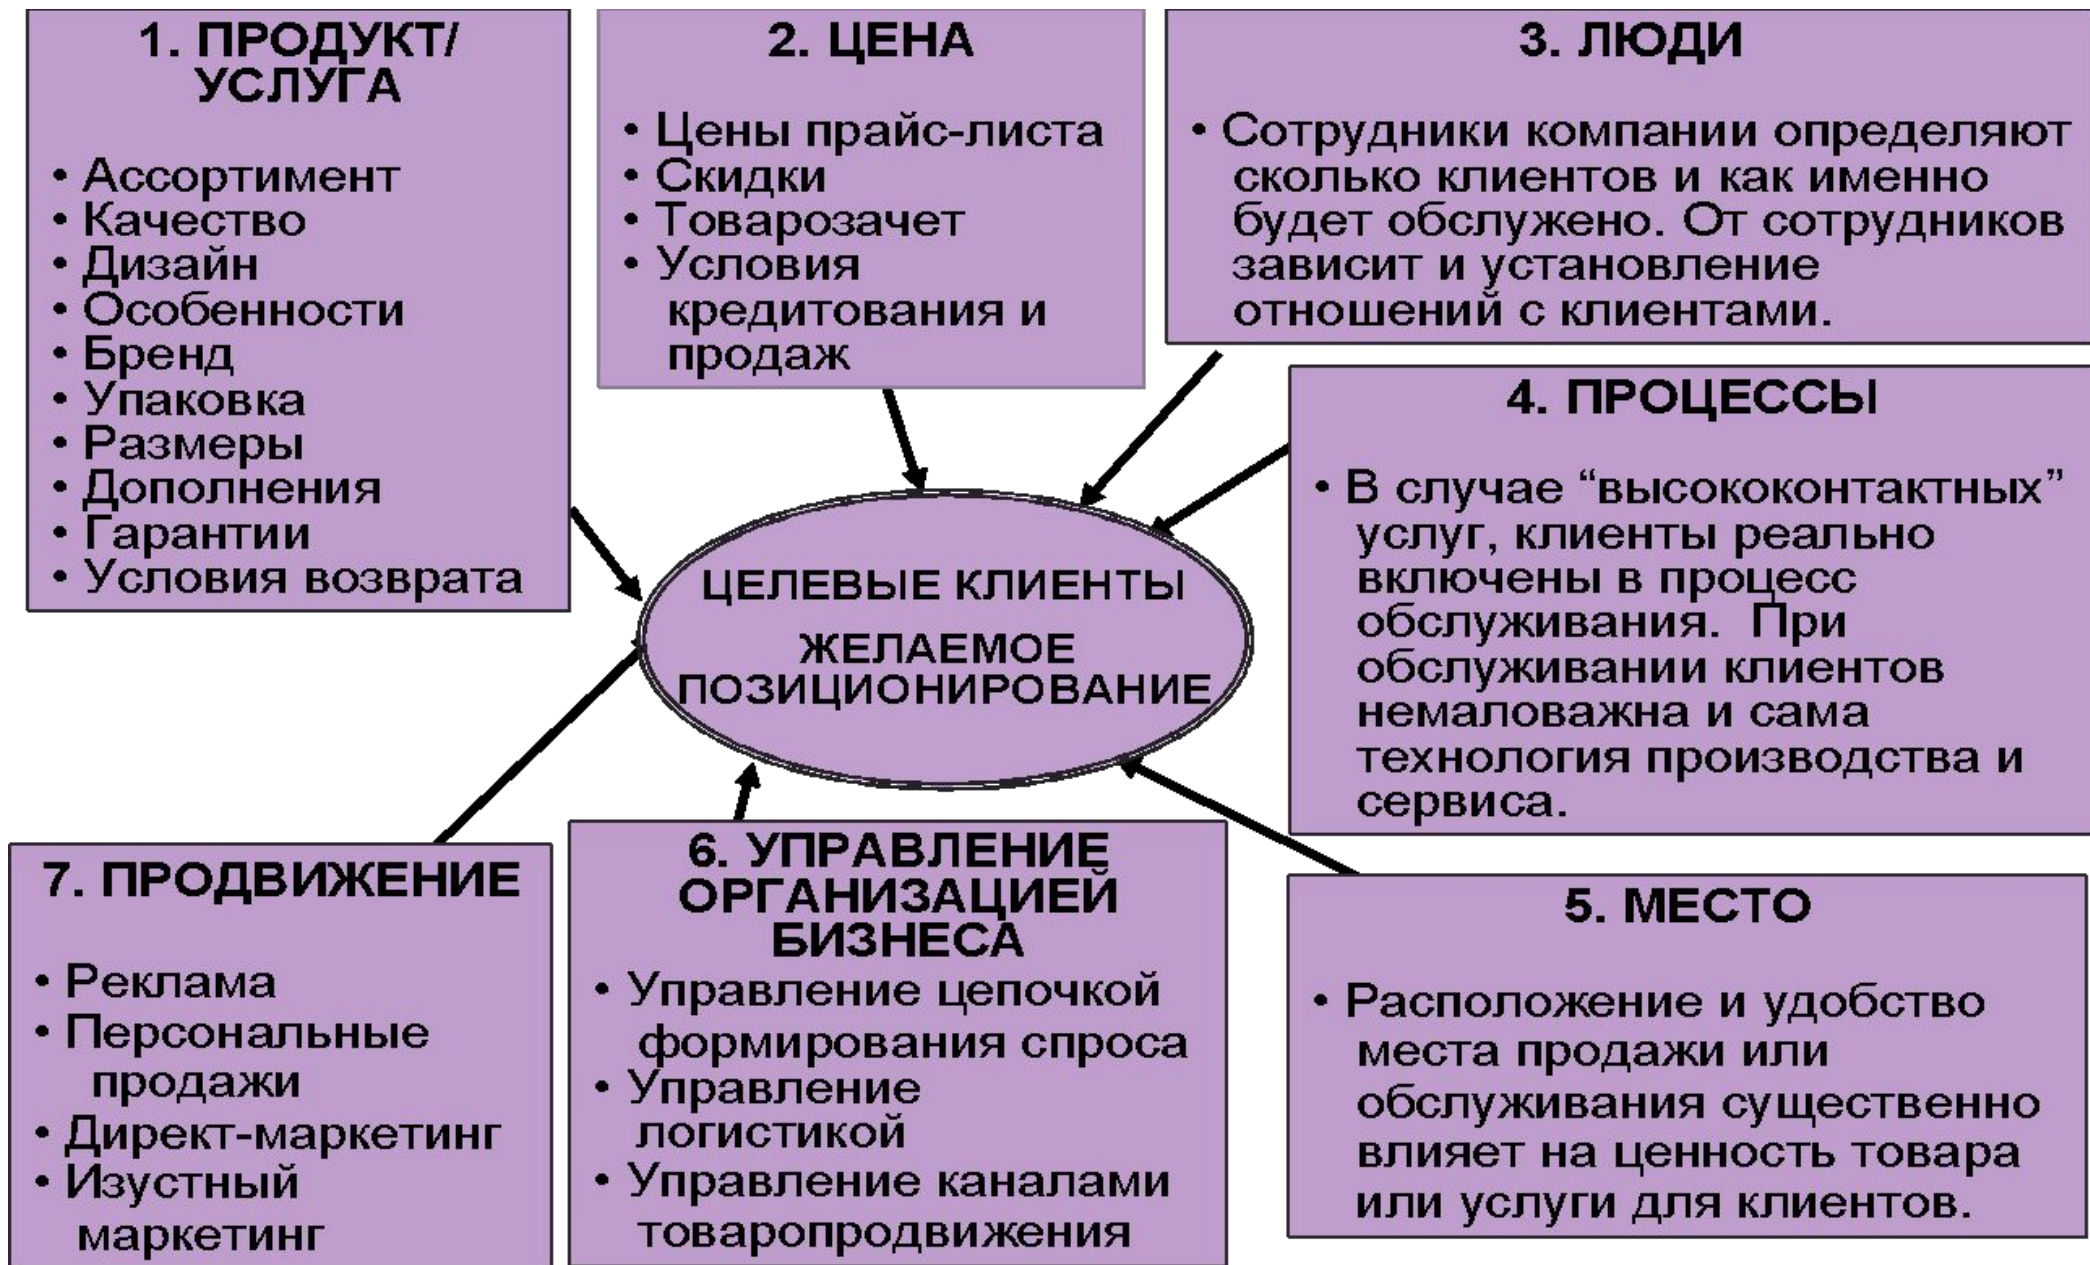 1. ПРОДУКТ/
УСЛУГА
• Ассортимент
• Качество
• Дизайн
• Особенности
• Бренд
• Упаковка
• Размеры
• Дополнения
• Гарантии
• Условия возврата
2. ЦЕНА
• Цены прайс-листа
• Скидки
• Товарозачет
• Условия
кредитования и
продаж
3. ЛЮДИ
• Сотрудники компании определяют
сколько клиентов и как именно
будет обслужено. От сотрудников
зависит и установление
отношений с клиентами.
4. ПРОЦЕССЫ
• В случае “высококонтактных”
услуг, клиенты реально
включены в процесс
обслуживания. При
обслуживании клиентов
немаловажна и сама
технология производства и
сервиса.
ЦЕЛЕВЫЕ КЛИЕНТЫ
ЖЕЛАЕМОЕ
ПОЗИЦИОНИРОВАНИЕ
5. МЕСТО
• Расположение и удобство
места продажи или
обслуживания существенно
влияет на ценность товара
или услуги для клиентов.
6. УПРАВЛЕНИЕ
ОРГАНИЗАЦИЕЙ
БИЗНЕСА
• Управление цепочкой
формирования спроса
• Управление
логистикой
• Управление каналами
товаропродвижения
7. ПРОДВИЖЕНИЕ
• Реклама
• Персональные
продажи
• Директ-маркетинг
• Изустный
маркетинг